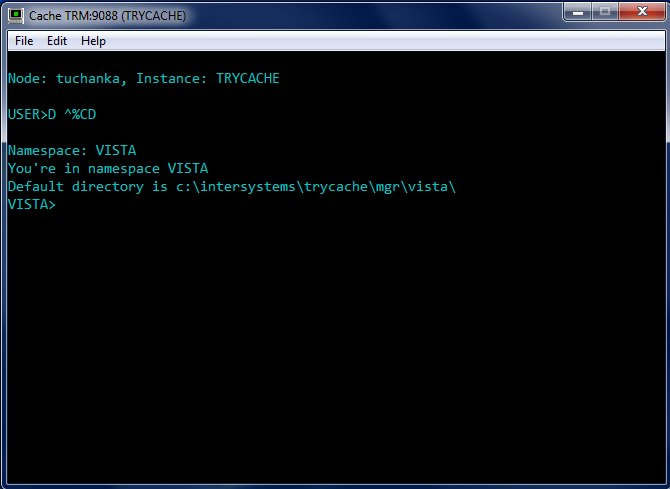 Cache TRM:9088 (TRYCACHE)
File Edit Help
Node: tuchanka, Instance: TRYCACHE
USER>D ^%CD
Namespace: VISTA
You're in namespace VISTA
Default directory is c:\intersystems\trycache\mgr\vista\
VISTA>